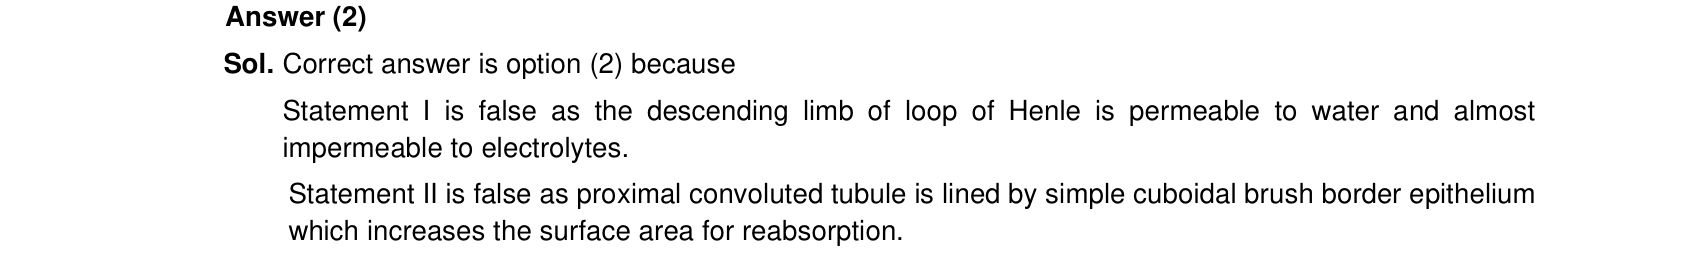 Answer (2)
Sol. Correct answer is option (2) because
Statement I is false as the descending limb of loop of Henle is permeable to water and almost
impermeable to electrolytes.
Statement II is false as proximal convoluted tubule is lined by simple cuboidal brush border epithelium
which increases the surface area for reabsorption.